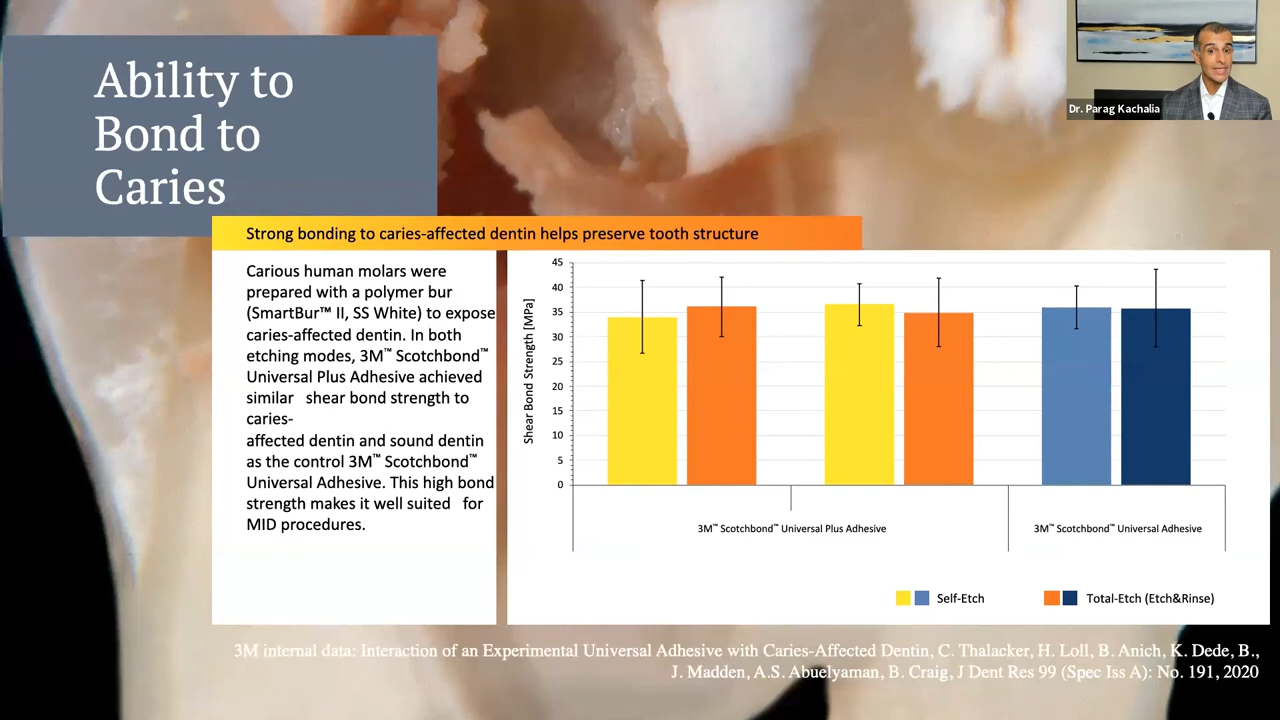 Ability to
Bond to
Caries
Dr. Parag Kachalia
Strong bonding to caries-affected dentin helps preserve tooth structure
Carious human molars were
prepared with a polymer bur
(SmartBur™ II, SS White) to expose
caries-affected dentin. In both
etching modes, 3M™ Scotchbond™
Universal Plus Adhesive achieved
similar shear bond strength to
caries-
affected dentin and sound dentin
as the control 3M™ Scotchbond™
Universal Adhesive. This high bond
strength makes it well suited for
MID procedures.
Shear Bond Strength [MPa]
45
40
35
30
25
20
15
10
5
0
3M™ Scotchbond™ Universal Plus Adhesive
3M™ Scotchbond™ Universal Adhesive
Self-Etch
Total-Etch (Etch&Rinse)
3M internal data: Interaction of an Experimental Universal Adhesive with Caries-Affected Dentin, C. Thalacker, H. Loll, B. Anich, K. Dede, B.,
J. Madden, A.S. Abuelyaman, B. Craig, J Dent Res 99 (Spec Iss A): No. 191, 2020